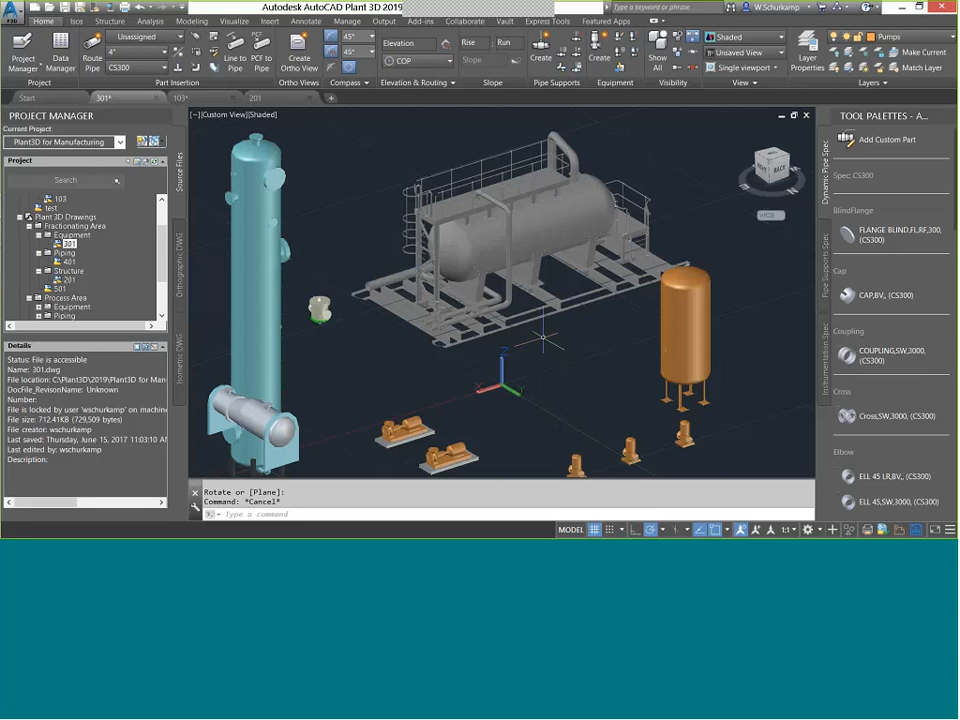 Autodesk AutoCAD Plant 3D 2019
Type a keyword or phrase
W.Schurkamp
P3D
Home
Isos
Structure
Analysis
Modeling
Visualize
Insert
Annotate
Manage
Output
Add-ins
Collaborate
Vault
Express Tools
Featured Apps
Project
Manager
Data
Manager
Route
Pipe
Unassigned
4"
CS300
Line to
Pipe
PCF to
Pipe
Create
Ortho View
45°
45°
Elevation
COP
Rise
Run
Slope
Create
Create
Show
All
Shaded
Unsaved View
Single viewport
Layer
Properties
Pumps
Make Current
Match Layer
Project
Part Insertion
Ortho Views
Compass
Elevation & Routing
Slope
Pipe Supports
Equipment
Visibility
View
Layers
Start
301*
103*
201
PROJECT MANAGER
Current Project:
Plant3D for Manufacturing
Project
Search
103
test
Plant 3D Drawings
Fractionating Area
Equipment
301
Piping
401
Structure
201
501
Process Area
Equipment
Piping
Details
Status: File is accessible
Name: 301.dwg
File location: C:\Plant3D\2019\Plant3D for Man
DocFile_RevisonName: Unknown
Number:
File is locked by user 'wschurkamp' on machin
File size: 712.41KB (729,509 bytes)
File creator: wschurkamp
Last saved: Thursday, June 15, 2017 11:03:10 A
Last edited by: wschurkamp
Description:
Source Files
Orthographic DWG
Isometric DWG
[−][Custom View][Shaded]
BACK
N
WCS
Z
X
Y
Rotate or [Plane]:
Command: *Cancel*
Type a command
TOOL PALETTES - A...
Dynamic Pipe Spec
Pipe Supports Spec
Instrumentation Spec
Add Custom Part
Spec: CS300
BlindFlange
FLANGE BLIND,FL,RF,300,
(CS300)
Cap
CAP,BV,, (CS300)
Coupling
COUPLING,SW,3000,
(CS300)
Cross
Cross,SW,3000, (CS300)
Elbow
ELL 45 LR,BV,, (CS300)
ELL 45,SW,3000, (CS300)
MODEL
1:1